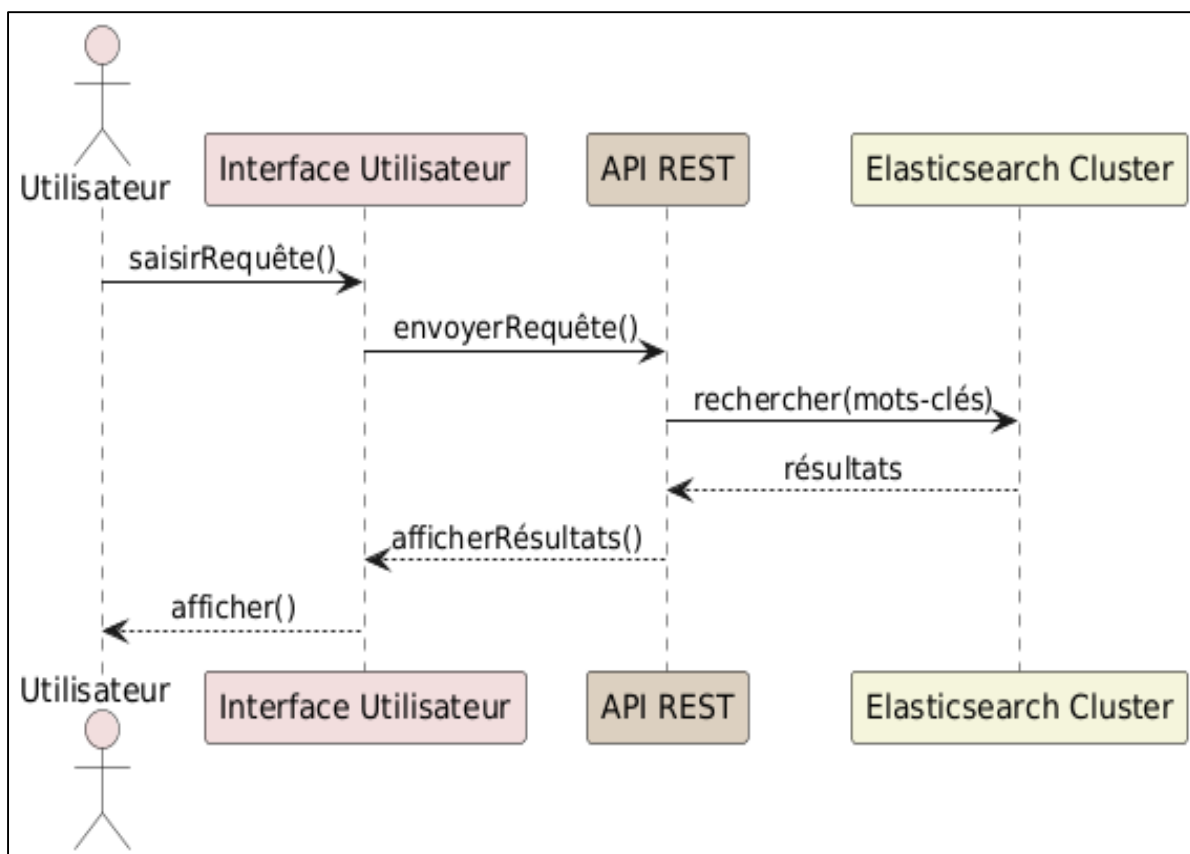 Utilisateur
Interface Utilisateur
API REST
Elasticsearch Cluster
saisirRequête()
envoyerRequête()
rechercher(mots-clés)
résultats
afficherRésultats()
afficher()
Utilisateur
Interface Utilisateur
API REST
Elasticsearch Cluster